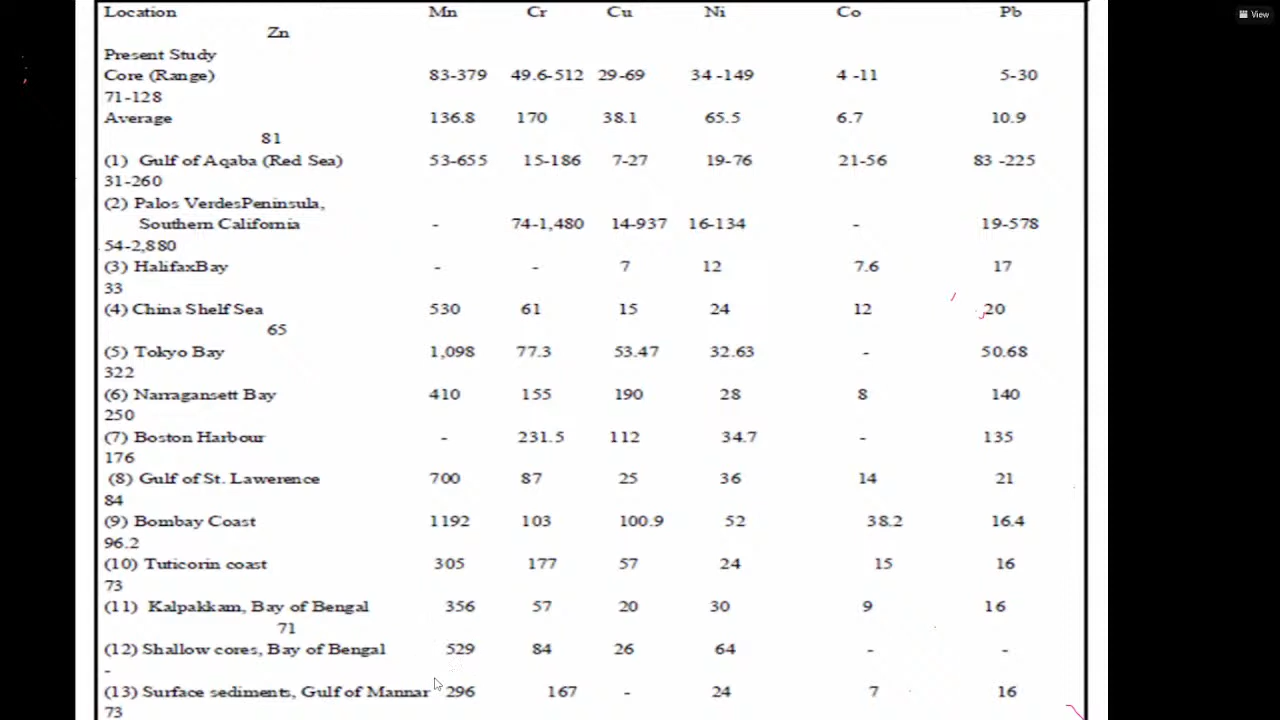 View
Location Mn Cr Cu Ni Co Pb
Zn
Present Study
Core (Range) 83-379 49.6-512 29-69 34 -149 4 -11 5-30
71-128
Average 136.8 170 38.1 65.5 6.7 10.9
81
(1) Gulf of Aqaba (Red Sea) 53-655 15-186 7-27 19-76 21-56 83 -225
31-260
(2) Palos VerdesPeninsula,
Southern California - 74-1,480 14-937 16-134 - 19-578
54-2,880
(3) HalifaxBay - - 7 12 7.6 17
33
(4) China Shelf Sea 530 61 15 24 12 20
65
(5) Tokyo Bay 1,098 77.3 53.47 32.63 - 50.68
322
(6) Narragansett Bay 410 155 190 28 8 140
250
(7) Boston Harbour - 231.5 112 34.7 - 135
176
(8) Gulf of St. Lawerence 700 87 25 36 14 21
84
(9) Bombay Coast 1192 103 100.9 52 38.2 16.4
96.2
(10) Tuticorin coast 305 177 57 24 15 16
73
(11) Kalpakkam, Bay of Bengal 356 57 20 30 9 16
71
(12) Shallow cores, Bay of Bengal 529 84 26 64 - -
-
(13) Surface sediments, Gulf of Mannar 296 167 - 24 7 16
73